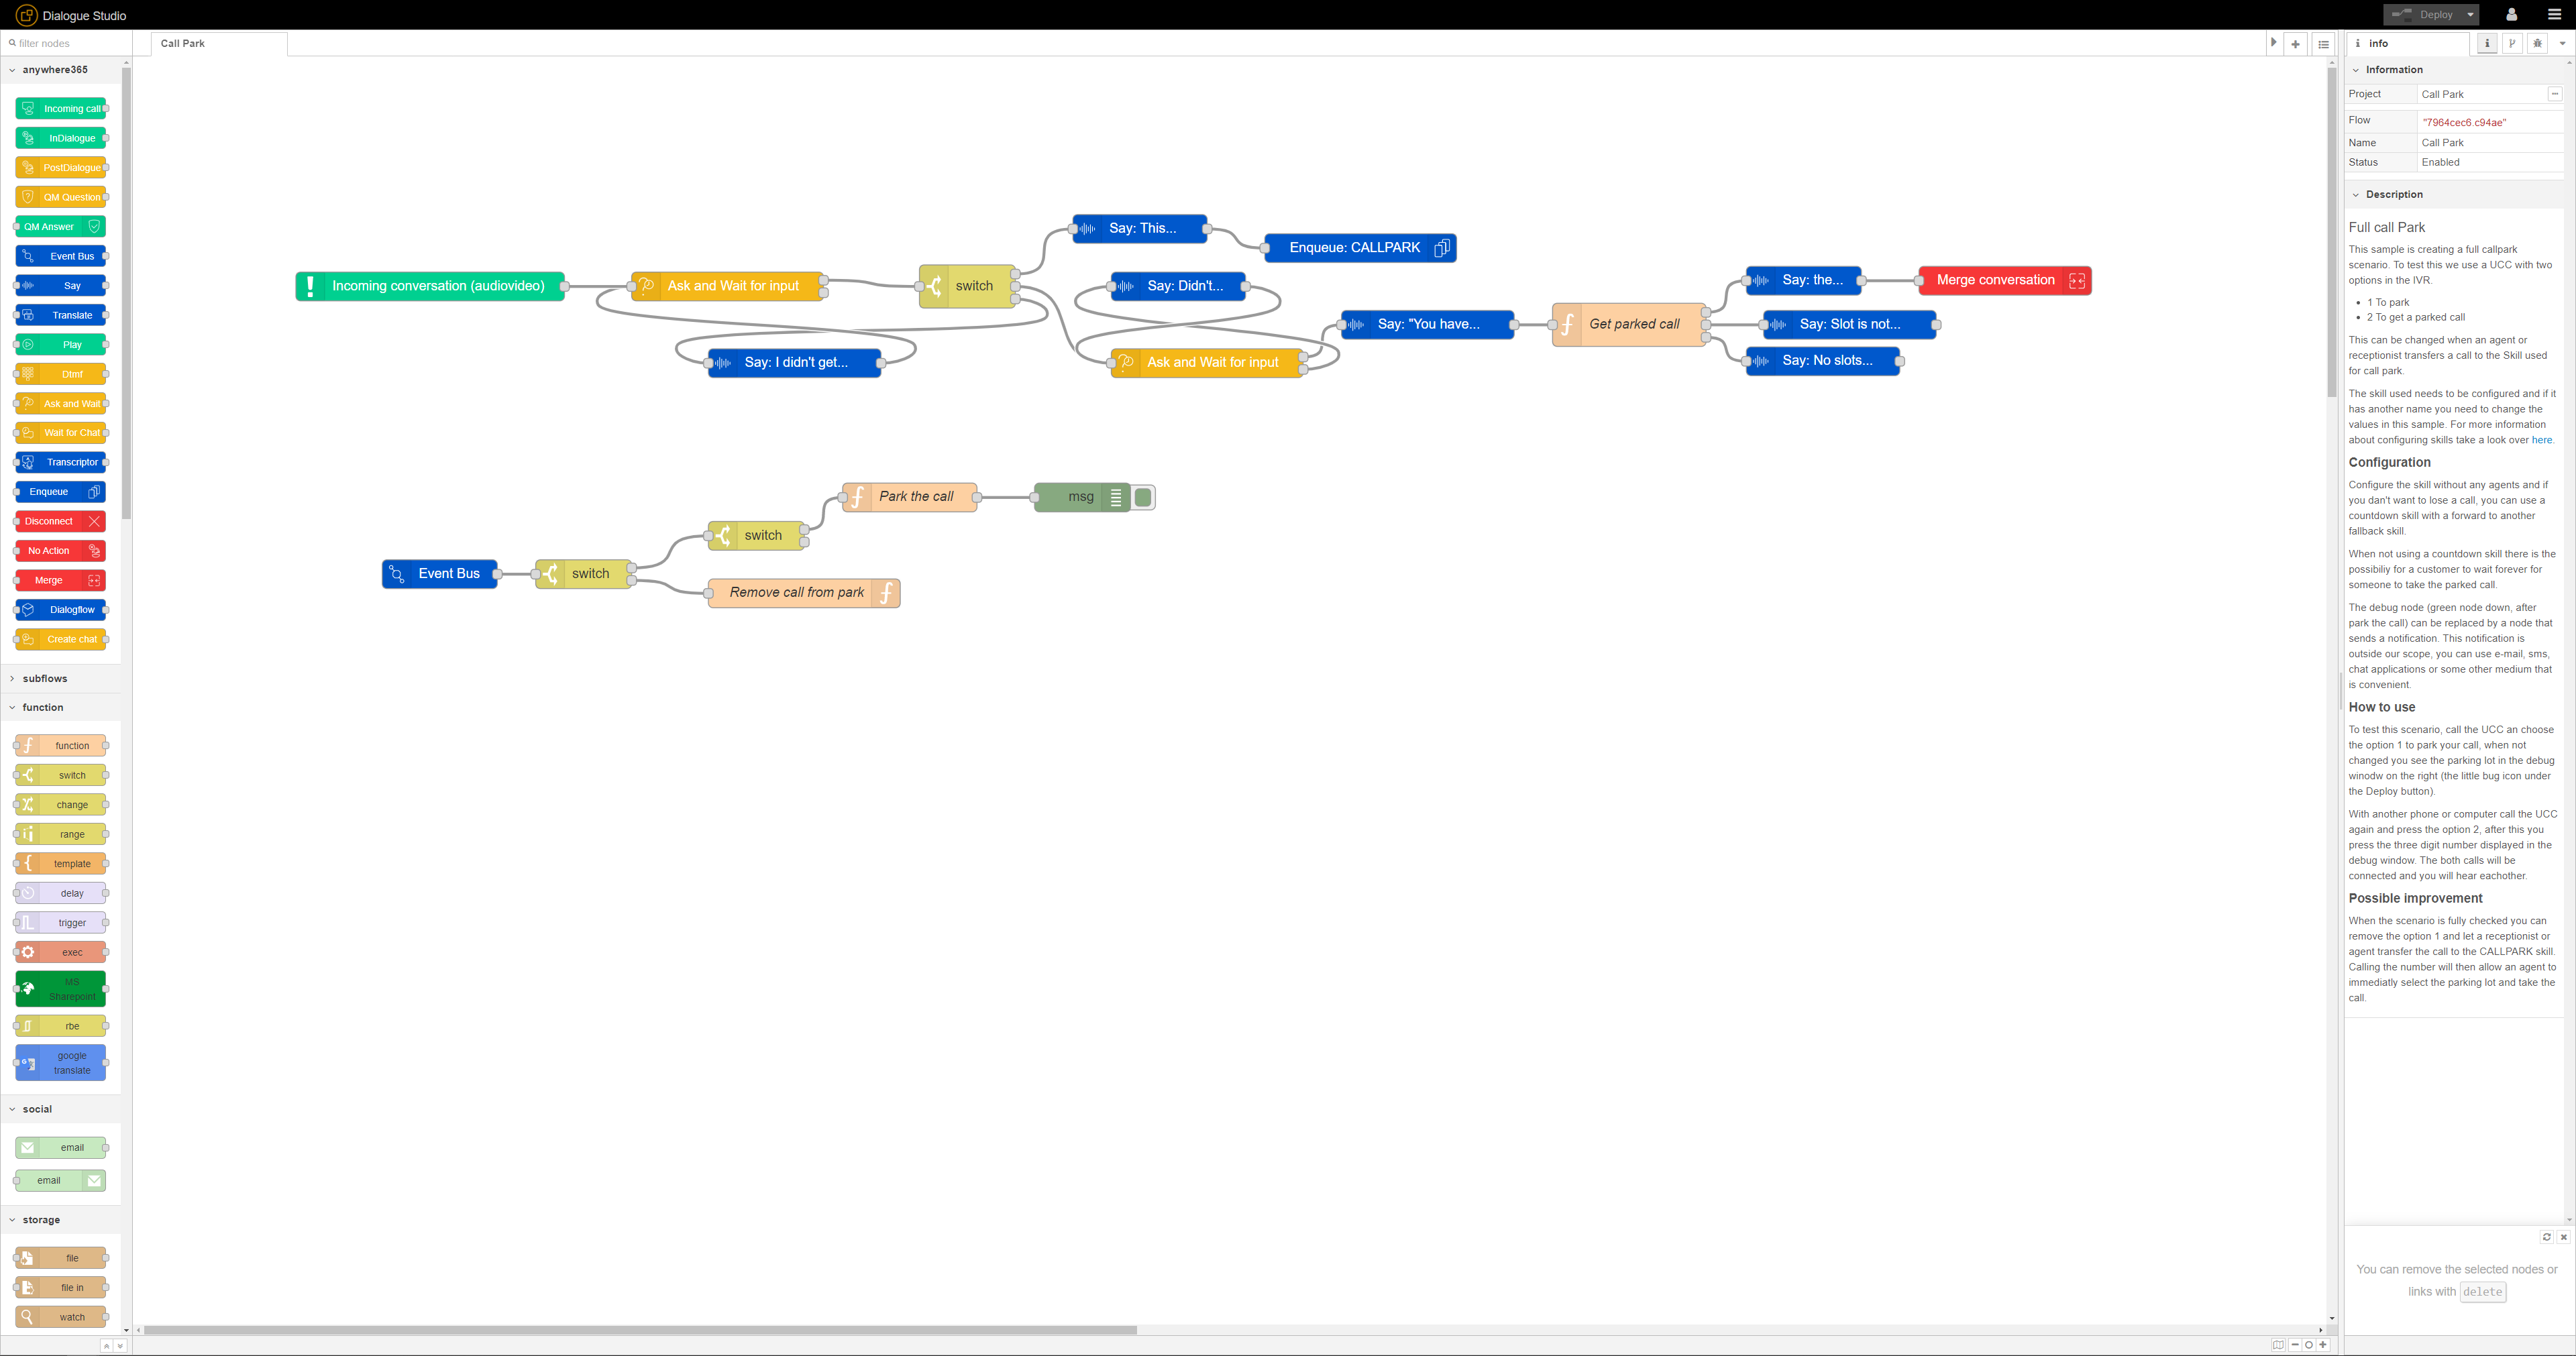 Dialogue Studio
Deploy
filter nodes
Call Park
info
anywhere365
Incoming call
InDialogue
PostDialogue
QM Question
QM Answer
Event Bus
Say
Translate
Play
Dtmf
Ask and Wait
Wait for Chat
Transcriptor
Enqueue
Disconnect
No Action
Merge
Dialogflow
Create chat
subflows
function
function
switch
change
range
template
delay
trigger
exec
MS
Sharepoint
rbe
google
translate
social
email
email
storage
file
file in
watch
Say: This...
Enqueue: CALLPARK
Incoming conversation (audiovideo)
Ask and Wait for input
switch
Say: Didn't...
Say: the...
Merge conversation
Say: "You have...
Get parked call
Say: Slot is not...
Say: I didn't get...
Ask and Wait for input
Say: No slots...
Park the call
msg
switch
Event Bus
switch
Remove call from park
Information
Project Call Park
Flow "7964cec6.c94ae"
Name Call Park
Status Enabled
Description
Full call Park
This sample is creating a full callpark
scenario. To test this we use a UCC with two
options in the IVR.
• 1 To park
• 2 To get a parked call
This can be changed when an agent or
receptionist transfers a call to the Skill used
for call park.
The skill used needs to be configured and if it
has another name you need to change the
values in this sample. For more information
about configuring skills take a look over here.
Configuration
Configure the skill without any agents and if
you dan't want to lose a call, you can use a
countdown skill with a forward to another
fallback skill.
When not using a countdown skill there is the
possibiliy for a customer to wait forever for
someone to take the parked call.
The debug node (green node down, after
park the call) can be replaced by a node that
sends a notification. This notification is
outside our scope, you can use e-mail, sms,
chat applications or some other medium that
is convenient.
How to use
To test this scenario, call the UCC an choose
the option 1 to park your call, when not
changed you see the parking lot in the debug
winodw on the right (the little bug icon under
the Deploy button).
With another phone or computer call the UCC
again and press the option 2, after this you
press the three digit number displayed in the
debug window. The both calls will be
connected and you will hear eachother.
Possible improvement
When the scenario is fully checked you can
remove the option 1 and let a receptionist or
agent transfer the call to the CALLPARK skill.
Calling the number will then allow an agent to
immediatly select the parking lot and take the
call.
You can remove the selected nodes or
links with delete